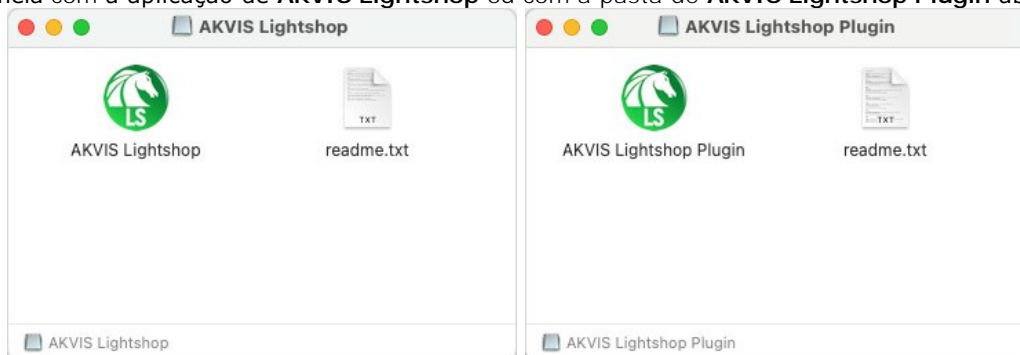 com a aplicação de AKVIS Lightshop ou com a pasta do AKVIS Lightshop Plugin
AKVIS Lightshop
LS
TXT
AKVIS Lightshop
readme.txt
AKVIS Lightshop
AKVIS Lightshop Plugin
LS
TXT
AKVIS Lightshop Plugin
readme.txt
AKVIS Lightshop Plugin